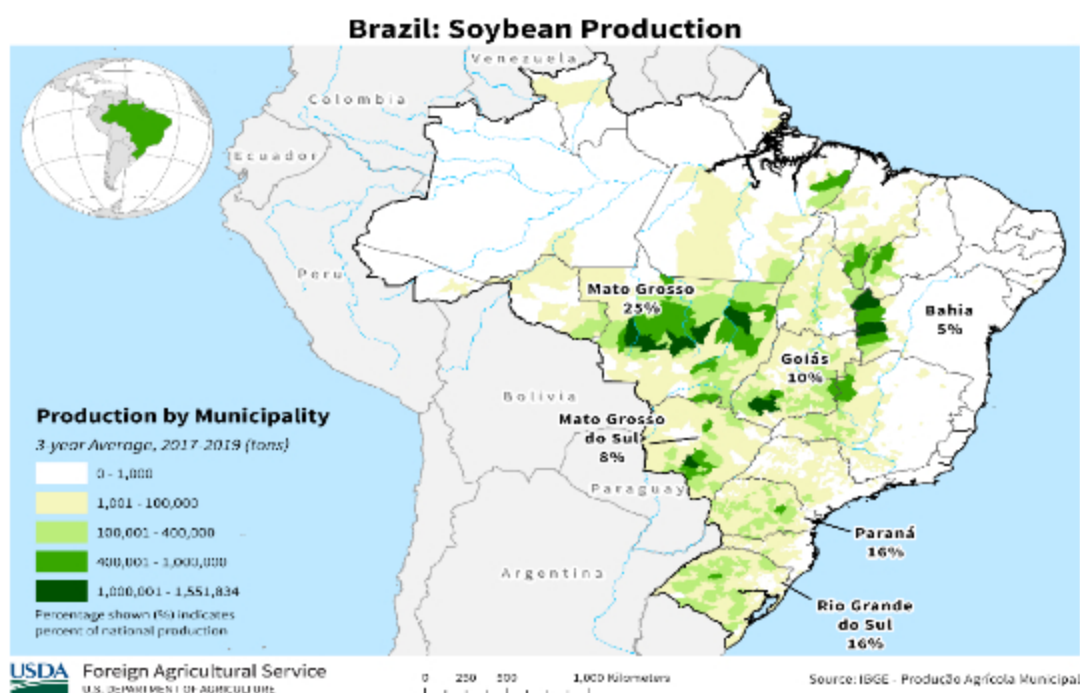 Brazil: Soybean Production
Venezuela
Colombia
Ecuador
Peru
Mato Grosso
25%
Bahia
5%
Goiás
10%
Bolivia
Mato Grosso
do Sul
8%
Paraguay
Paraná
16%
Argentina
Rio Grande
do Sul
16%
Production by Municipality
3-year Average, 2017-2019 (tons)
0 - 1,000
1,001 - 100,000
100,001 - 400,000
400,001 - 1,000,000
1,000,001 - 1,551,834
Percentage shown (%) indicates
percent of national production
USDA
Foreign Agricultural Service
U.S. DEPARTMENT OF AGRICULTURE
0 250 500 1,000 Kilometers
Source: IBGE - Produção Agrícola Municipal